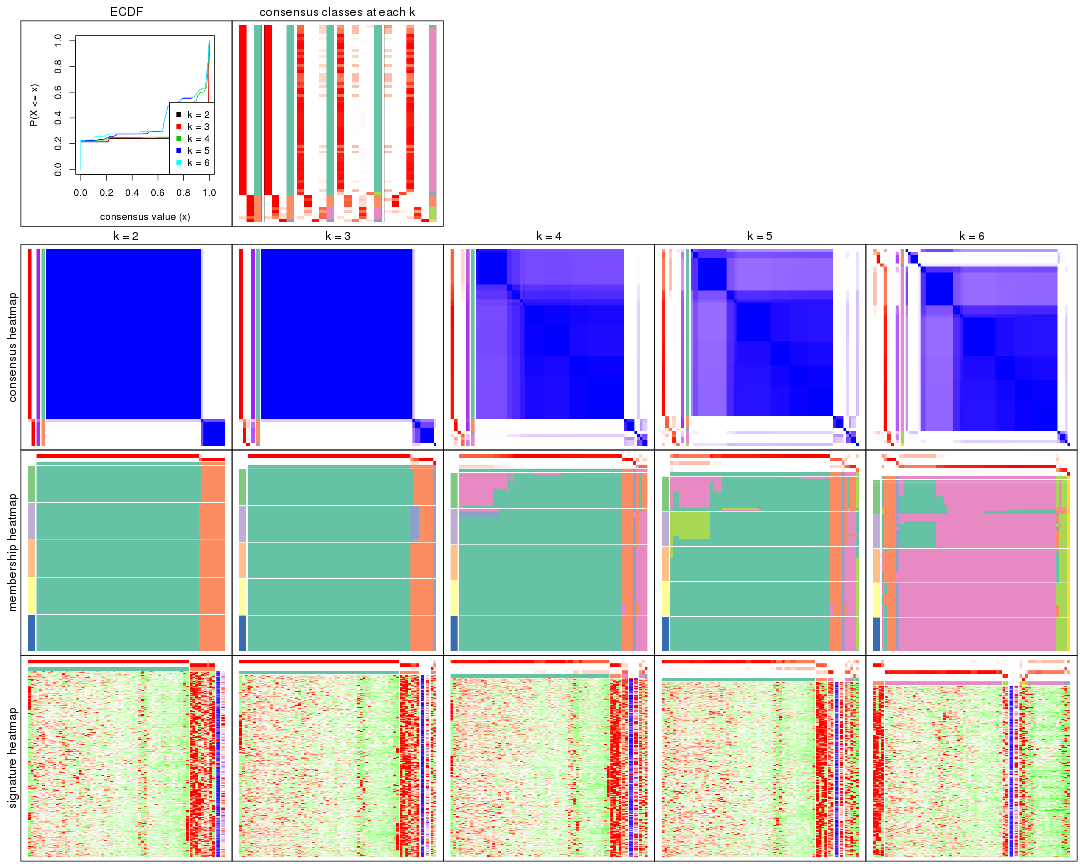 ECDF
consensus classes at each k
P(X <= x)
1.0
0.8
0.6
0.4
0.2
0.0
k = 2
k = 3
k = 4
k = 5
k = 6
0.0 0.2 0.4 0.6 0.8 1.0
consensus value (x)
k = 2
k = 3
k = 4
k = 5
k = 6
consensus heatmap
membership heatmap
signature heatmap